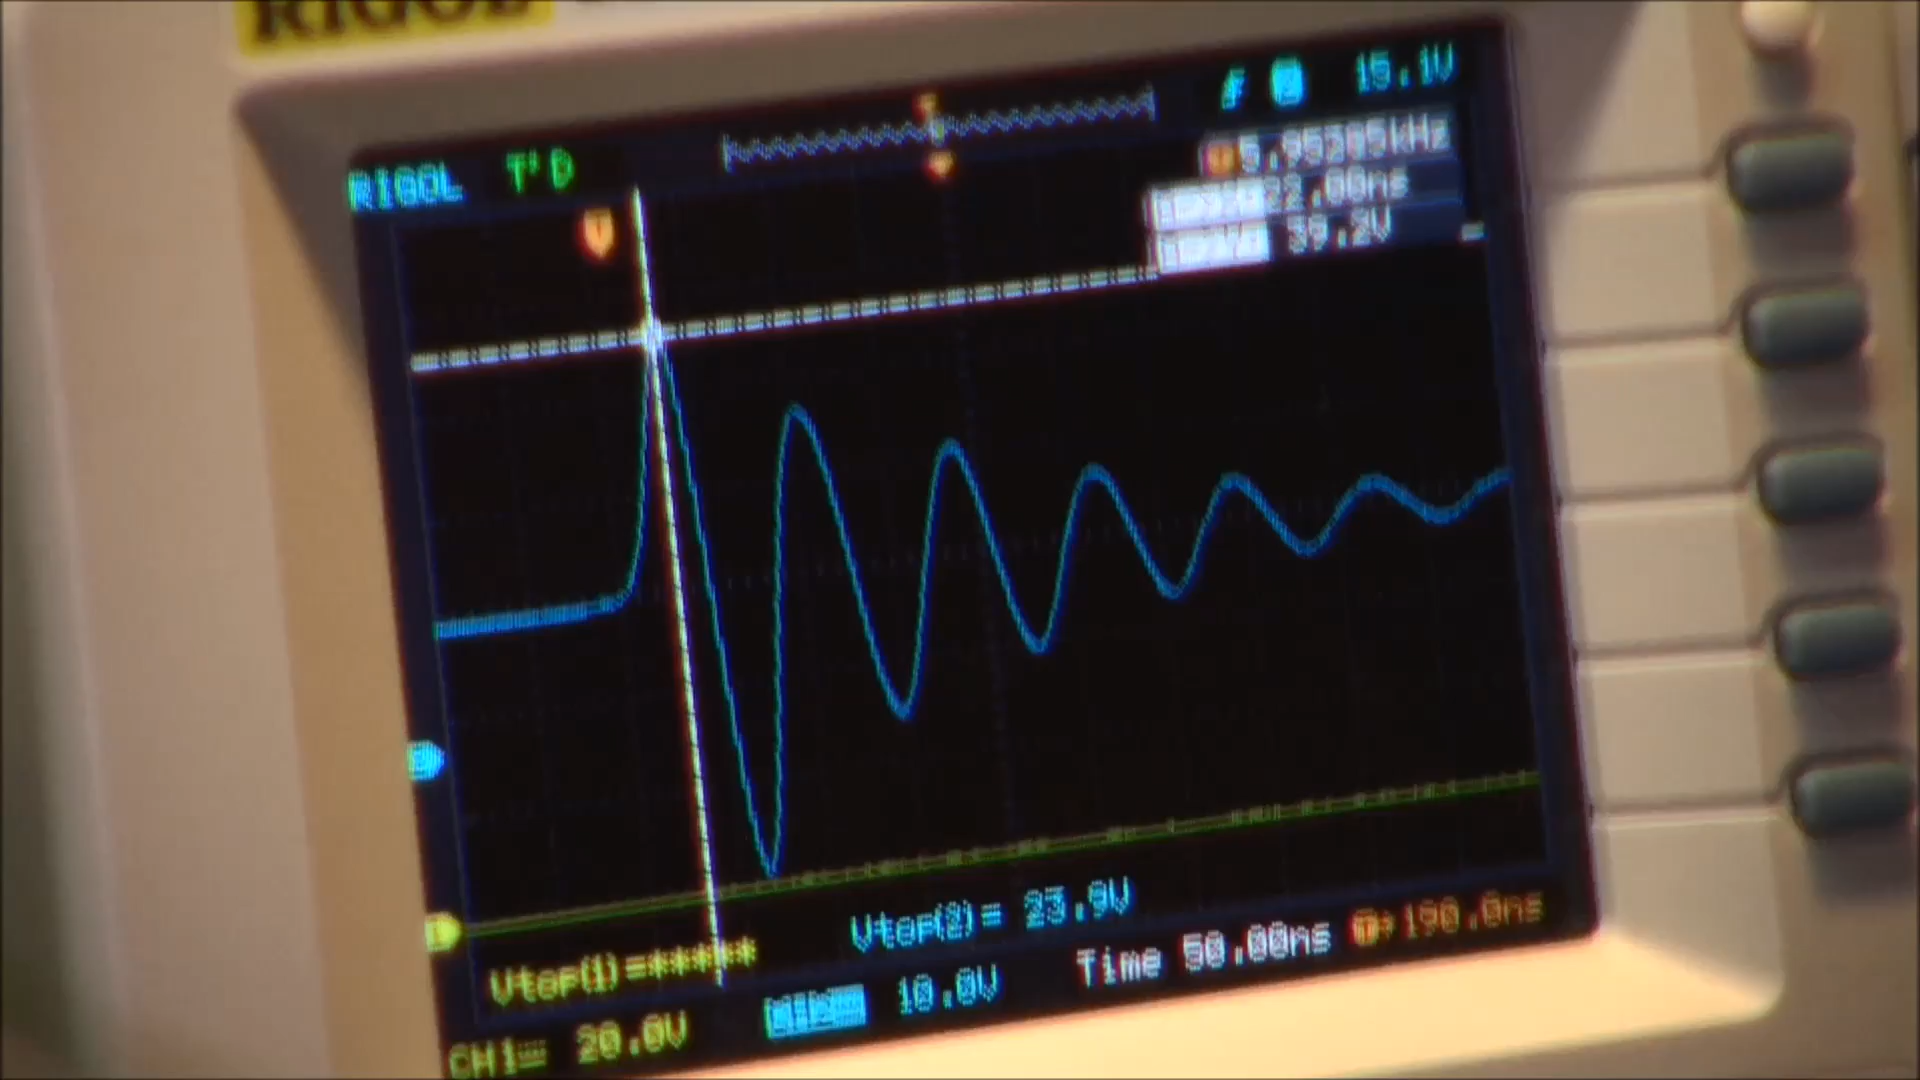 RIGOL
RIGOL T'D 15.1V
5.95285kHz
22.00ns
39.2V
Vtop(1)=***** Vtop(2)= 23.9V
CH1 20.0V 10.0V Time 50.00ns 190.0ns